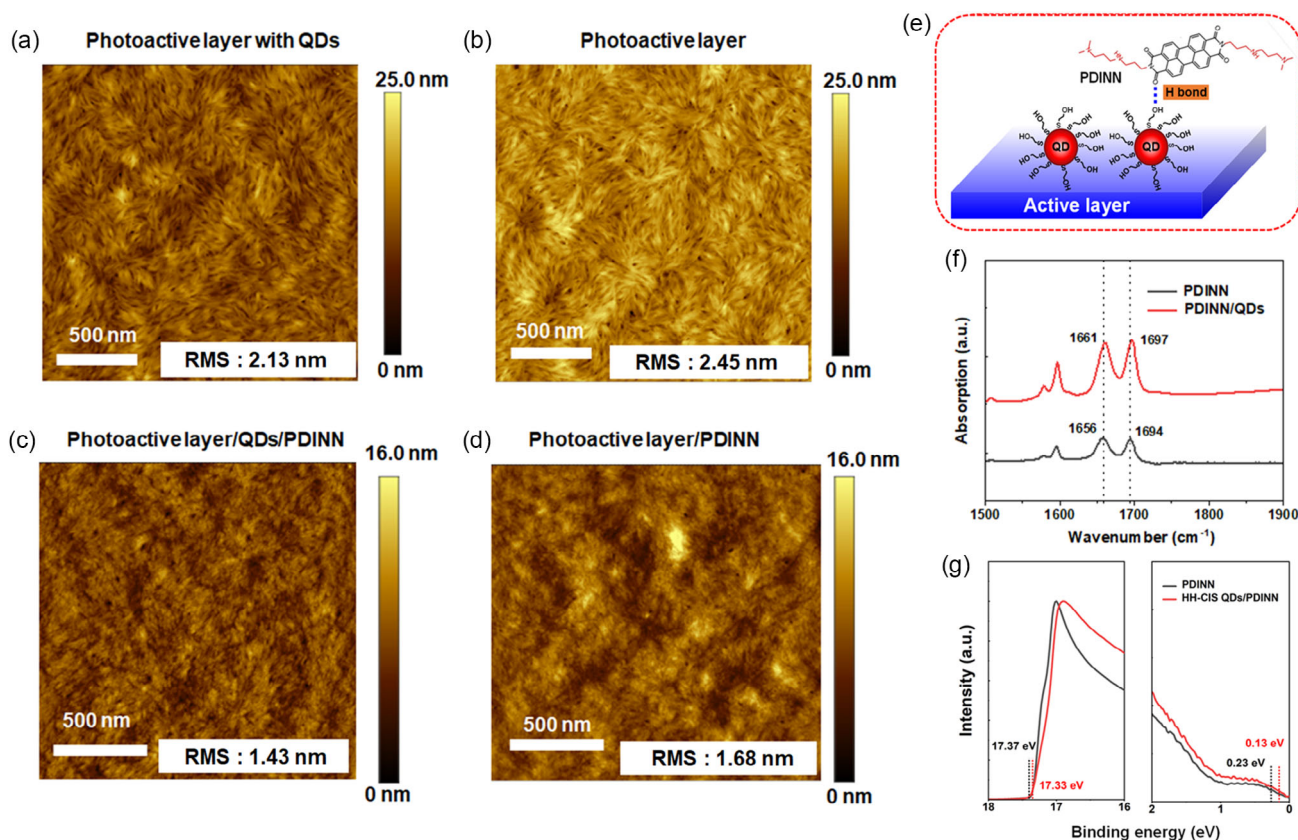 (a)
Photoactive layer with QDs
25.0 nm
0 nm
500 nm
RMS : 2.13 nm
(b)
Photoactive layer
25.0 nm
0 nm
500 nm
RMS : 2.45 nm
(c)
Photoactive layer/QDs/PDINN
16.0 nm
0 nm
500 nm
RMS : 1.43 nm
(d)
Photoactive layer/PDINN
16.0 nm
0 nm
500 nm
RMS : 1.68 nm
(e)
PDINN
H bond
QD
QD
Active layer
(f)
PDINN
PDINN/QDs
1661
1697
1656
1694
Absorption (a.u.)
1500 1600 1700 1800 1900
Wavenumber (cm⁻¹)
(g)
PDINN
HH-CIS QDs/PDINN
Intensity (a.u.)
17.37 eV
17.33 eV
0.13 eV
0.23 eV
18 17 16
2 1 0
Binding energy (eV)